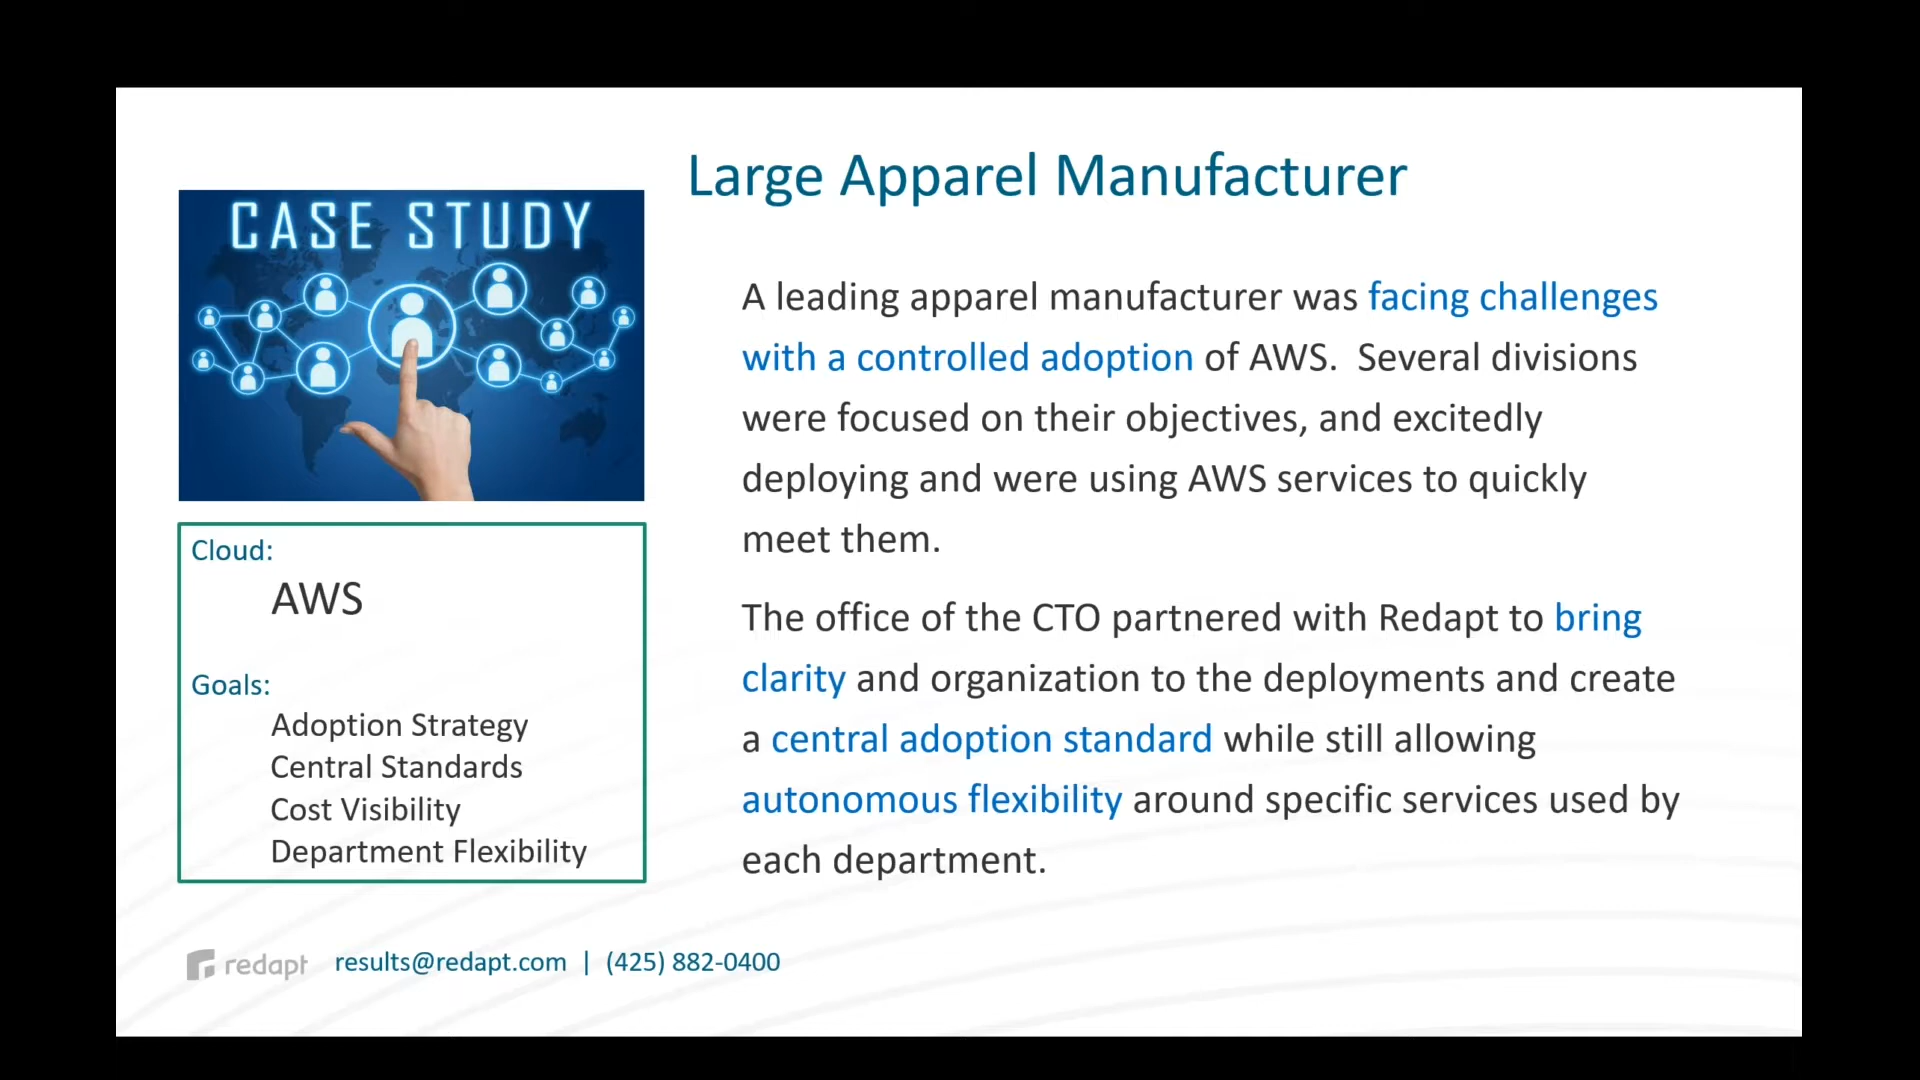 Large Apparel Manufacturer
CASE STUDY
A leading apparel manufacturer was facing challenges
with a controlled adoption of AWS.  Several divisions
were focused on their objectives, and excitedly
deploying and were using AWS services to quickly
meet them.
The office of the CTO partnered with Redapt to bring
clarity and organization to the deployments and create
a central adoption standard while still allowing
autonomous flexibility around specific services used by
each department.
Cloud:
AWS
Goals:
Adoption Strategy
Central Standards
Cost Visibility
Department Flexibility
redapt results@redapt.com | (425) 882-0400